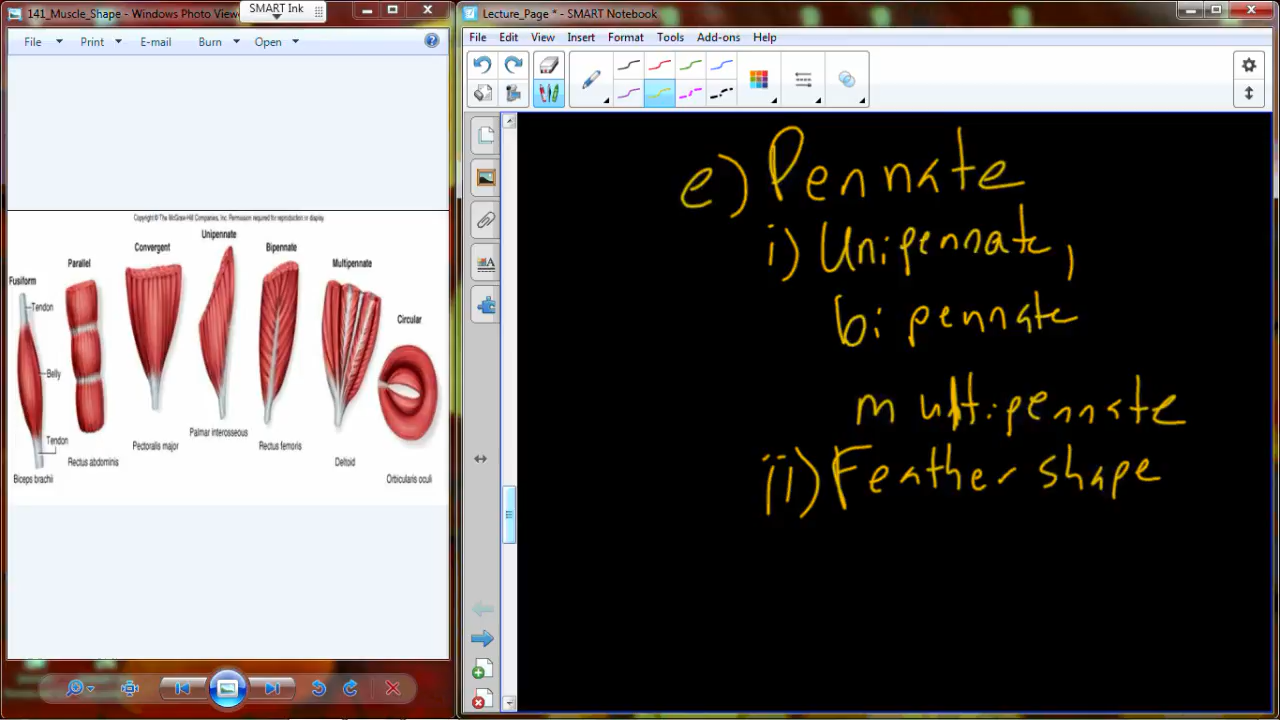 141_Muscle_Shape - Windows Photo Viewe
SMART Ink
File Print E-mail Burn Open
Copyright © The McGraw-Hill Companies, Inc. Permission required for reproduction or display.
Unipennate
Convergent
Bipennate
Parallel
Multipennate
Fusiform
Tendon
Circular
Belly
Tendon
Palmar interosseous
Pectoralis major
Rectus femoris
Rectus abdominis
Deltoid
Biceps brachii
Orbicularis oculi
Lecture_Page * - SMART Notebook
File Edit View Insert Format Tools Add-ons Help
e) Pennate
i) Unipennate,
bipennate
multipennate
ii) Feather shape